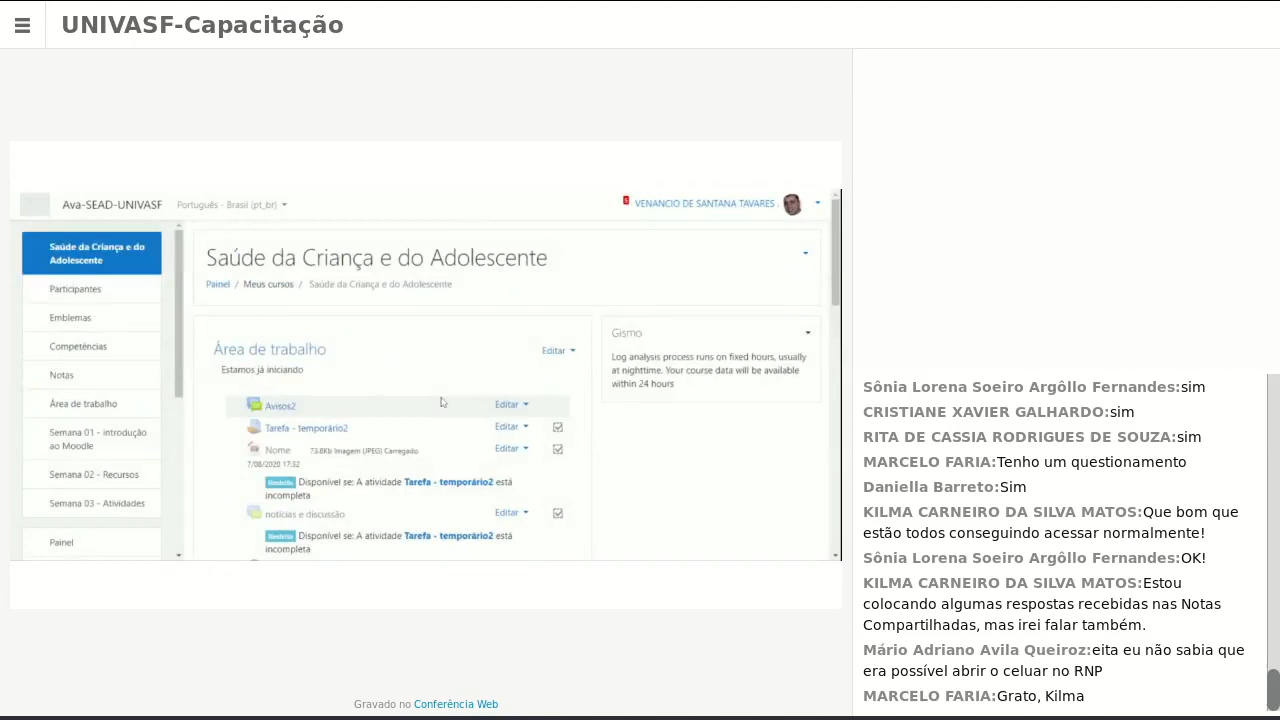 UNIVASF-Capacitação
Ava-SEAD-UNIVASF
Português - Brasil (pt_br)
VENANCIO DE SANTANA TAVARES .
Saúde da Criança e do
Adolescente
Participantes
Emblemas
Competências
Notas
Área de trabalho
Semana 01 - introdução
ao Moodle
Semana 02 - Recursos
Semana 03 - Atividades
Painel
Saúde da Criança e do Adolescente
Painel / Meus cursos / Saúde da Criança e do Adolescente
Área de trabalho
Editar
Estamos já iniciando
Avisos2
Editar
Tarefa - temporário2
Editar
Nome 73.8Kb Imagem (JPEG) Carregado
Editar
7/08/2020 17:32
Restrito Disponível se: A atividade Tarefa - temporário2 está
incompleta
notícias e discussão
Editar
Restrito Disponível se: A atividade Tarefa - temporário2 está
incompleta
Gismo
Log analysis process runs on fixed hours, usually
at nighttime. Your course data will be available
within 24 hours
Sônia Lorena Soeiro Argôllo Fernandes:sim
CRISTIANE XAVIER GALHARDO:sim
RITA DE CASSIA RODRIGUES DE SOUZA:sim
MARCELO FARIA:Tenho um questionamento
Daniella Barreto:Sim
KILMA CARNEIRO DA SILVA MATOS:Que bom que
estão todos conseguindo acessar normalmente!
Sônia Lorena Soeiro Argôllo Fernandes:OK!
KILMA CARNEIRO DA SILVA MATOS:Estou
colocando algumas respostas recebidas nas Notas
Compartilhadas, mas irei falar também.
Mário Adriano Avila Queiroz:eita eu não sabia que
era possível abrir o celuar no RNP
MARCELO FARIA:Grato, Kilma
Gravado no Conferência Web